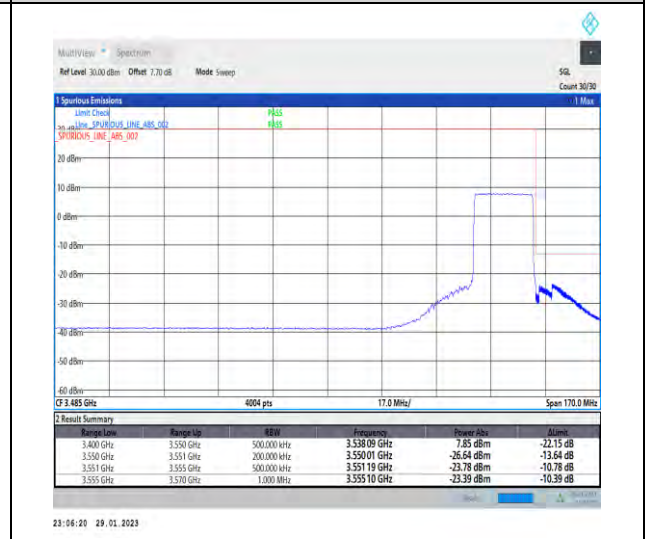 MultiView Spectrum
Ref Level 30.00 dBm Offset 7.70 dB Mode Sweep SGL
Count 30/30
1 Spurious Emissions 1 Max
Limit Check PASS
Line _SPURIOUS_LINE_ABS_002 PASS
SPURIOUS_LINE_ABS_002
20 dBm
10 dBm
0 dBm
-10 dBm
-20 dBm
-30 dBm
-40 dBm
-50 dBm
-60 dBm
CF 3.485 GHz 4004 pts 17.0 MHz/ Span 170.0 MHz
2 Result Summary
Range Low Range Up RBW Frequency Power Abs ΔLimit
3.400 GHz 3.550 GHz 500.000 kHz 3.53809 GHz 7.85 dBm -22.15 dB
3.550 GHz 3.551 GHz 200.000 kHz 3.55001 GHz -26.64 dBm -13.64 dB
3.551 GHz 3.555 GHz 500.000 kHz 3.55119 GHz -23.78 dBm -10.78 dB
3.555 GHz 3.570 GHz 1.000 MHz 3.55510 GHz -23.39 dBm -10.39 dB
23:06:20 29.01.2023